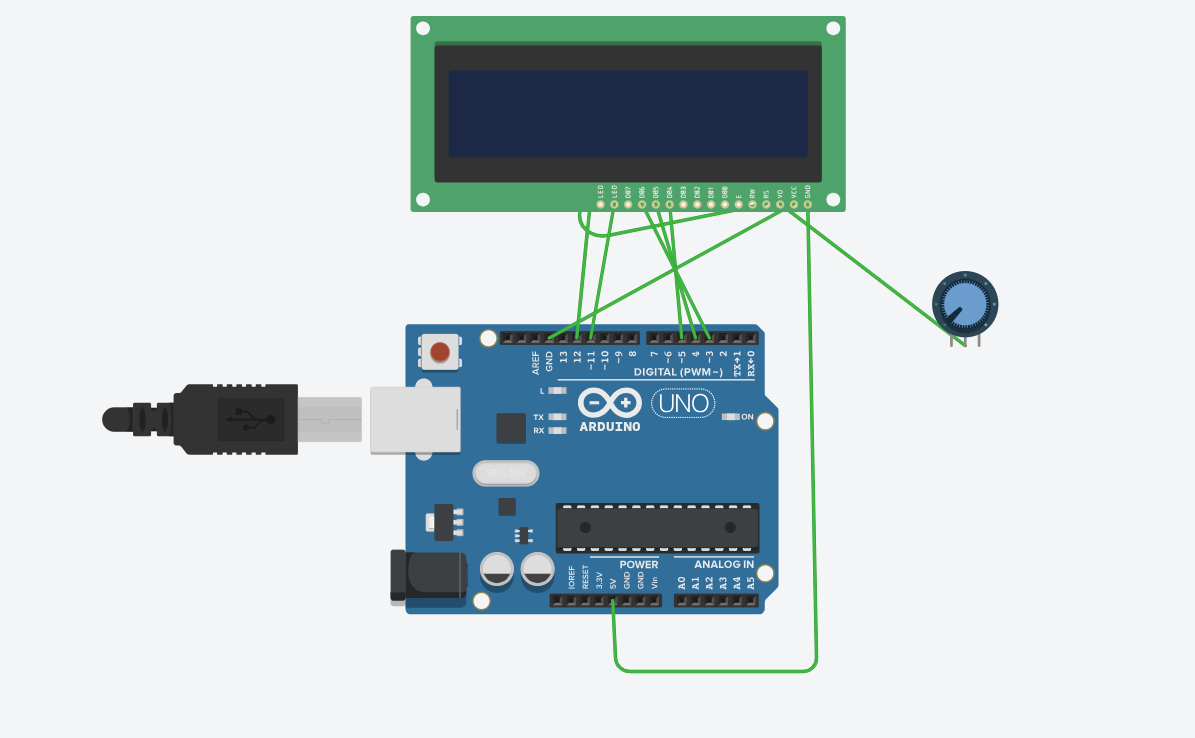 LED LED DB7 DB6 DB5 DB4 DB3 DB2 DB1 DB0 E RW RS V0 VCC GND
AREF GND 13 12 ~11 ~10 ~9 8 7 ~6 ~5 4 ~3 2 TX→1 RX←0
DIGITAL (PWM~)
L
TX
RX
ARDUINO
UNO
ON
POWER
ANALOG IN
IOREF RESET 3.3V 5V GND GND Vin A0 A1 A2 A3 A4 A5